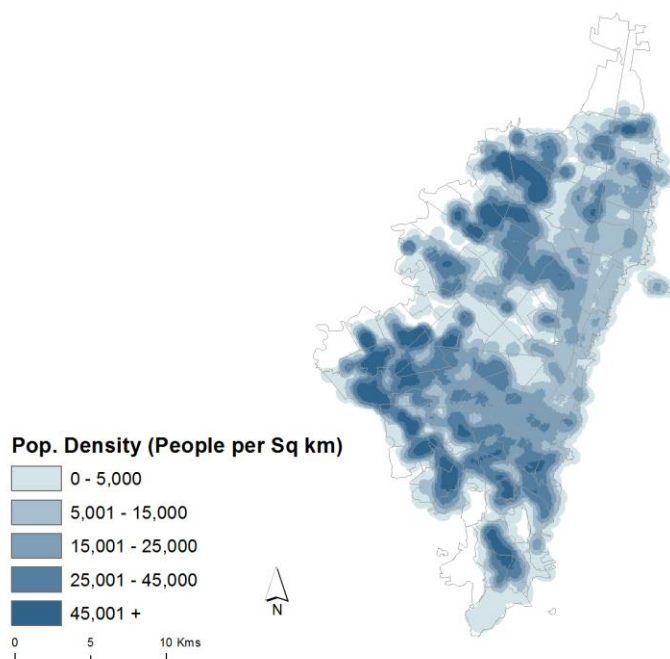 Pop. Density (People per Sq km)
0 - 5,000
5,001 - 15,000
15,001 - 25,000
25,001 - 45,000
45,001 +
N
0 5 10 Kms